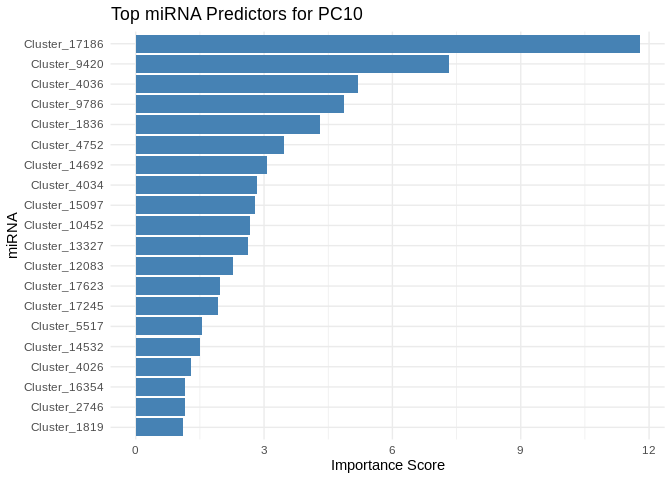 Top miRNA Predictors for PC10
miRNA
Cluster_17186
Cluster_9420
Cluster_4036
Cluster_9786
Cluster_1836
Cluster_4752
Cluster_14692
Cluster_4034
Cluster_15097
Cluster_10452
Cluster_13327
Cluster_12083
Cluster_17623
Cluster_17245
Cluster_5517
Cluster_14532
Cluster_4026
Cluster_16354
Cluster_2746
Cluster_1819
0 3 6 9 12
Importance Score